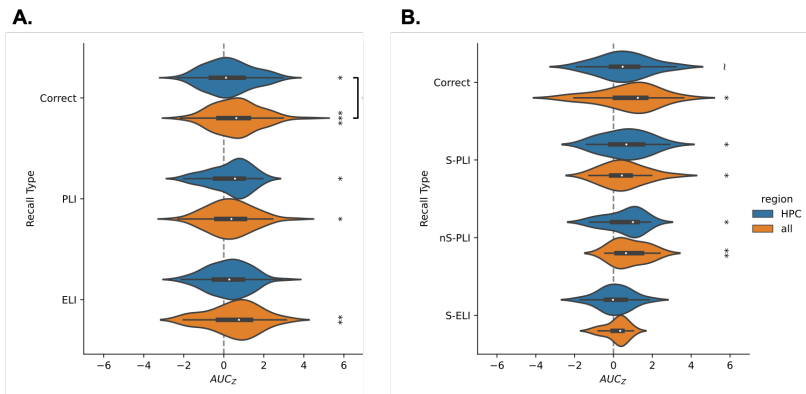 A.
B.
Recall Type
Correct
PLI
ELI
*
***
*
*
**
−6 −4 −2 0 2 4 6
AUC_Z
Recall Type
Correct
S-PLI
nS-PLI
S-ELI
~
*
*
*
*
**
−6 −4 −2 0 2 4 6
AUC_Z
region
HPC
all